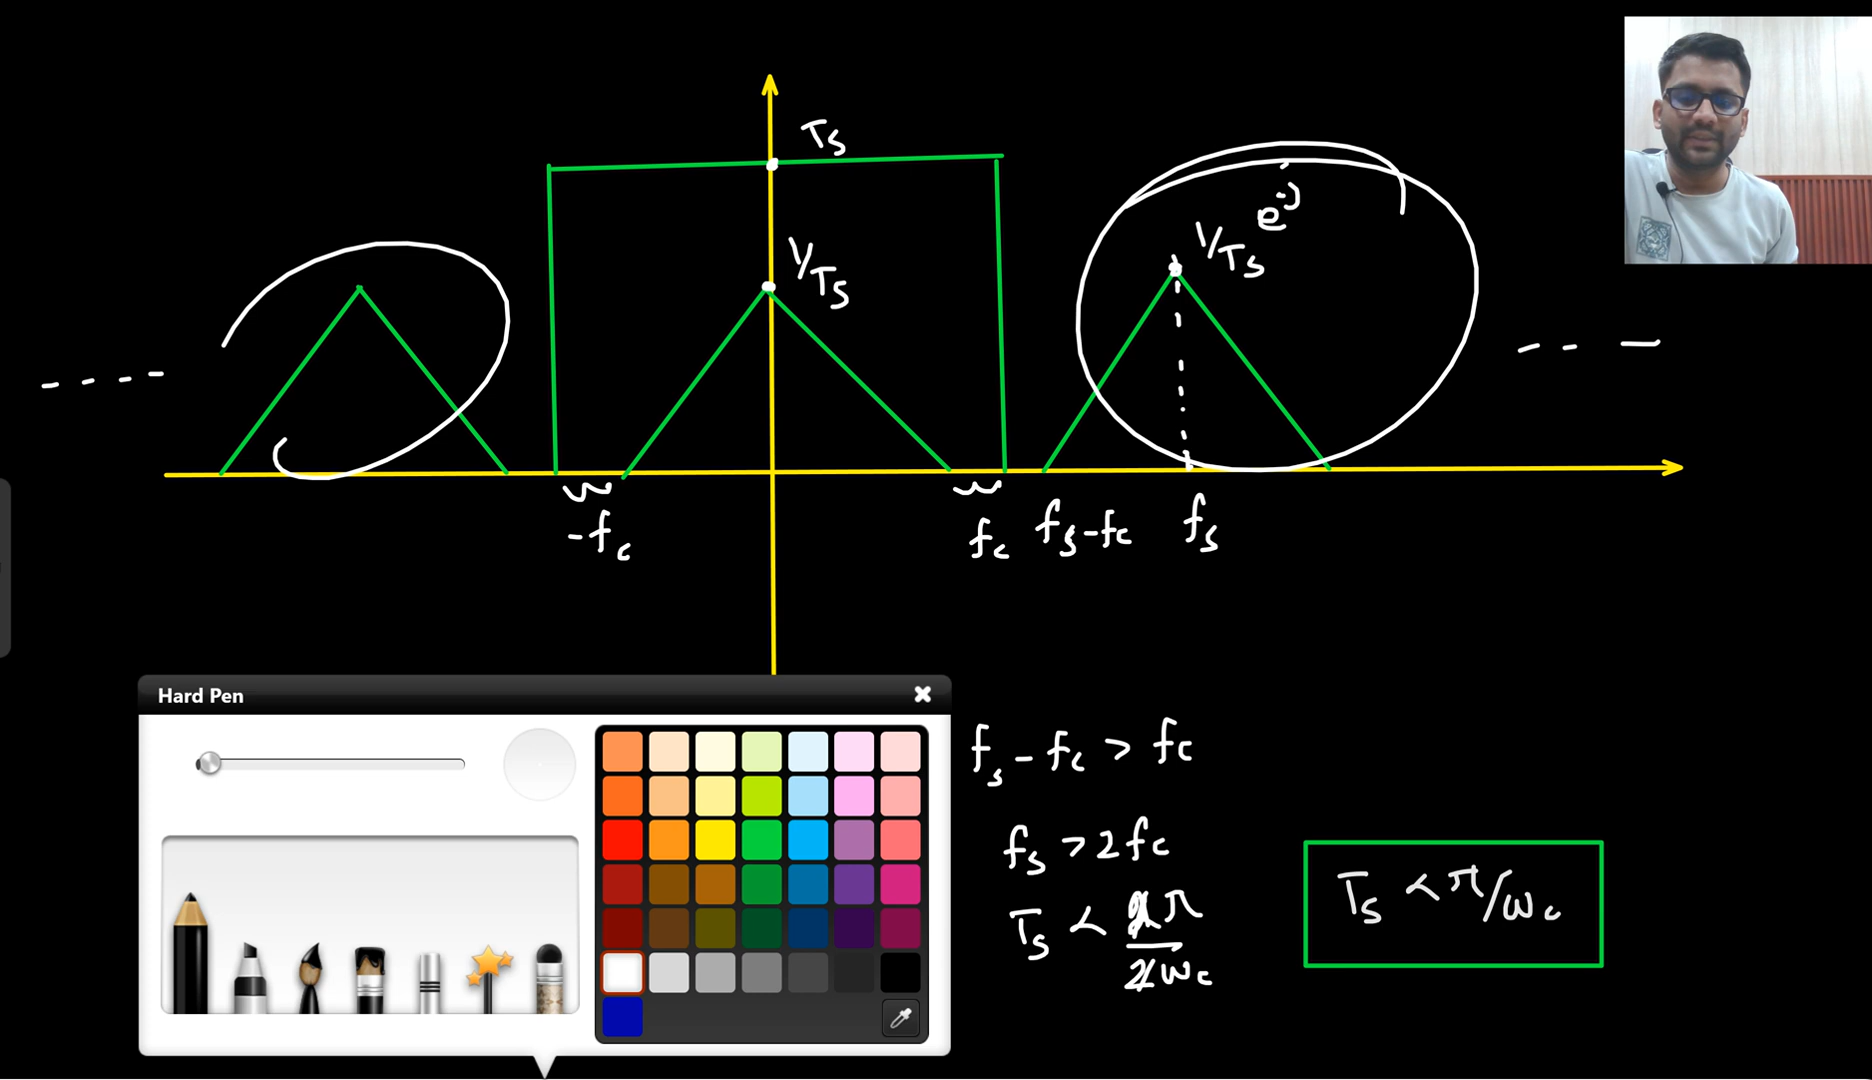 Ts
1/Ts
1/Ts e^-j
-fc
fc
fs-fc
fs
Hard Pen
fs - fc > fc
fs > 2fc
Ts < 2π/2ωc
Ts < π/ωc